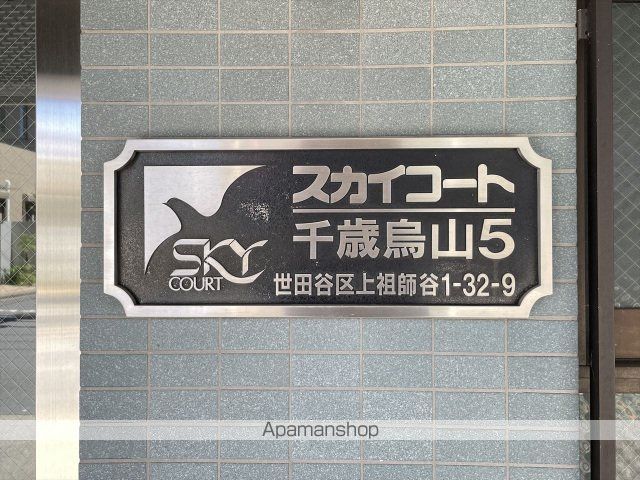 スカイコート
千歳烏山5
SKY
COURT
世田谷区上祖師谷1-32-9
Apamanshop